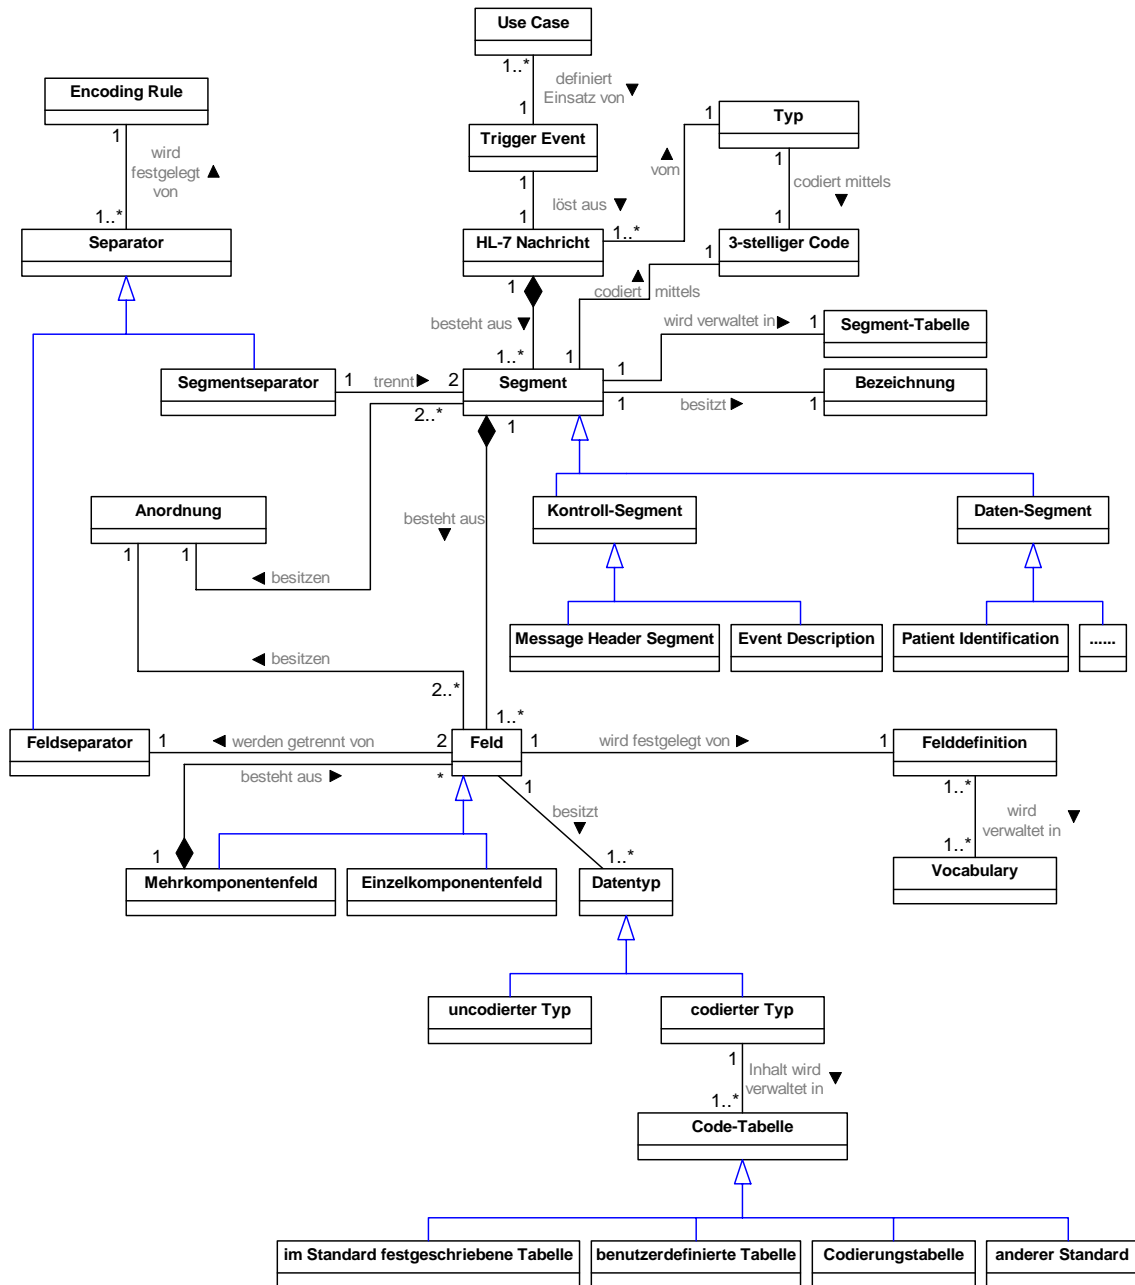 Use Case
1..*
definiert
Einsatz von
1
Encoding Rule
1
wird
festgelegt
von
1..*
Trigger Event
1
löst aus
1
1
Typ
1
codiert mittels
1
vom
1..*
Separator
HL-7 Nachricht
1
3-stelliger Code
1
codiert mittels
besteht aus
1..*
1
wird verwaltet in
1
Segment-Tabelle
Segmentseparator
1
trennt
2
Segment
1
1
besitzt
1
Bezeichnung
2..*
1
Anordnung
1
1
besteht aus
Kontroll-Segment
Daten-Segment
besitzen
Message Header Segment
Event Description
Patient Identification
......
besitzen
2..*
1..*
Feldseparator
1
werden getrennt von
2
Feld
1
wird festgelegt von
1
Felddefinition
besteht aus
*
1
besitzt
1..*
wird
verwaltet in
1..*
1
1..*
Mehrkomponentenfeld
Einzelkomponentenfeld
Datentyp
Vocabulary
uncodierter Typ
codierter Typ
1
Inhalt wird
verwaltet in
1..*
Code-Tabelle
im Standard festgeschriebene Tabelle
benutzerdefinierte Tabelle
Codierungstabelle
anderer Standard